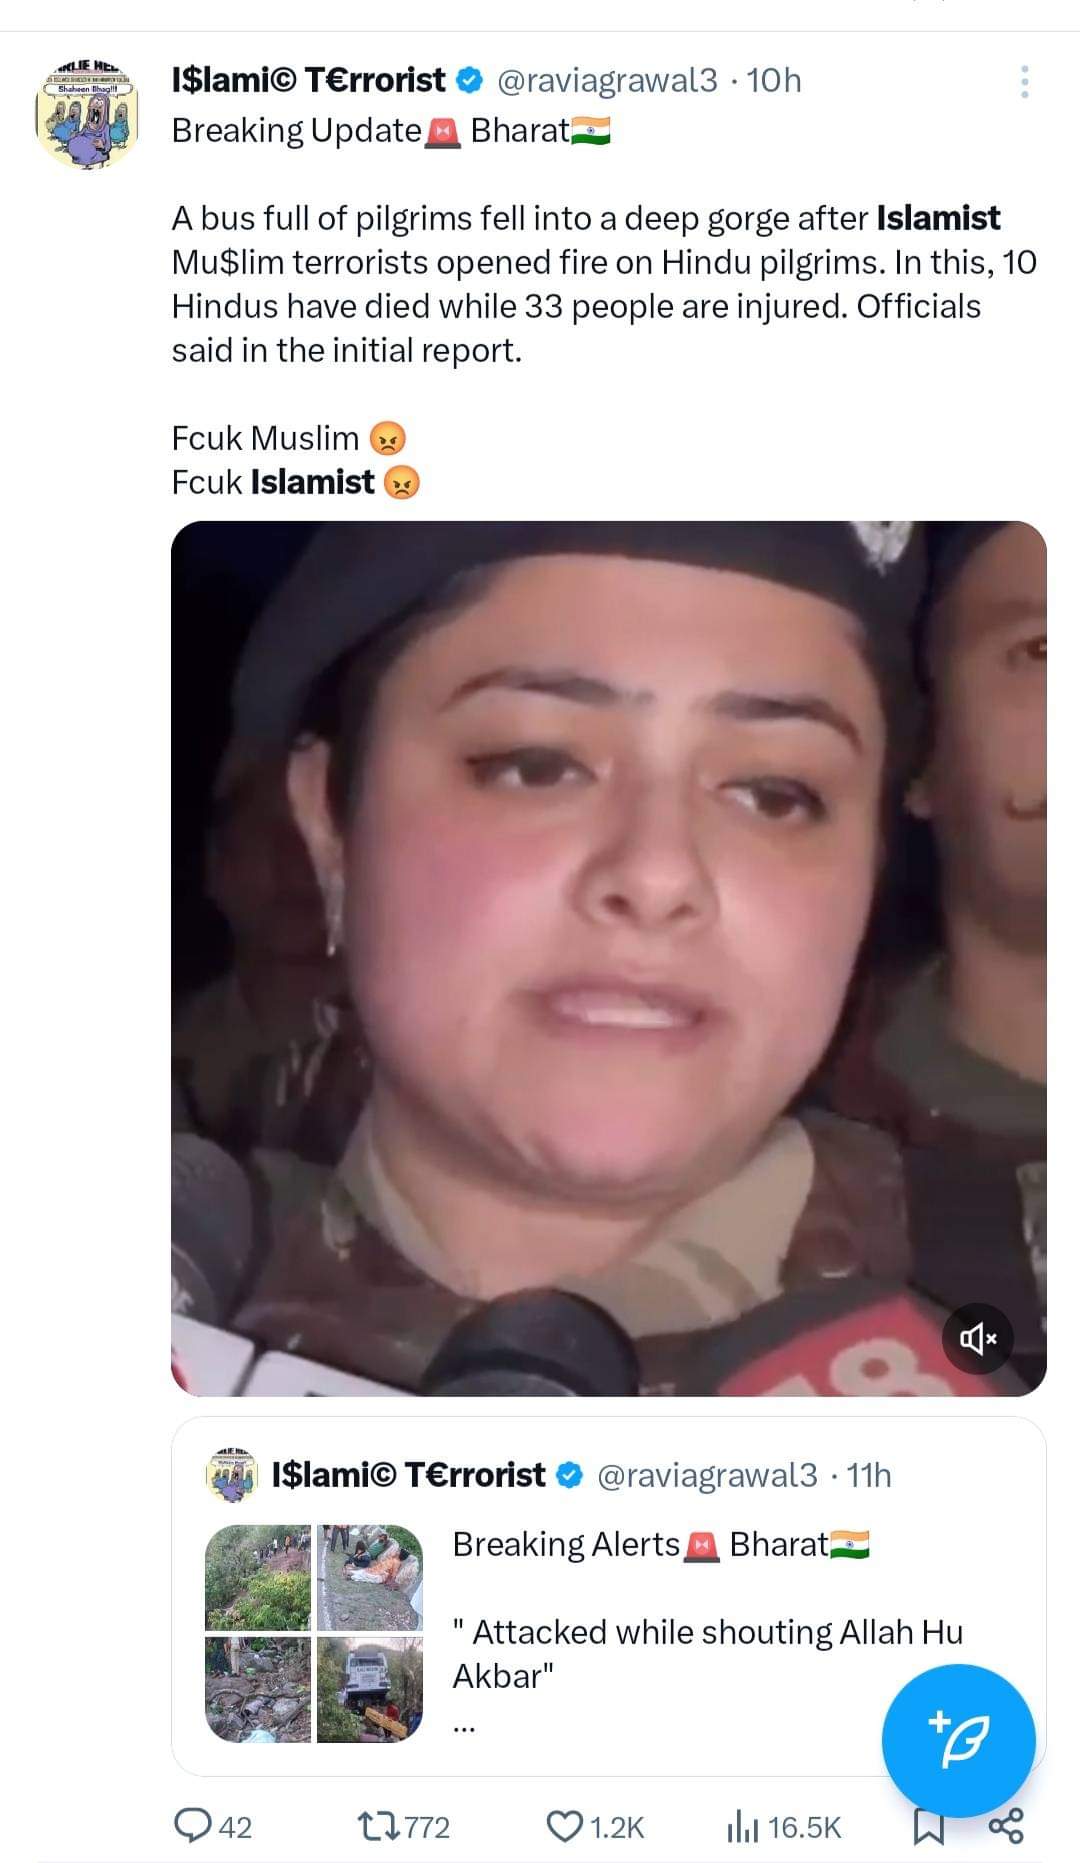 I$lami© T€rrorist @raviagrawal3 · 10h
Breaking Update🚨 Bharat🇮🇳
A bus full of pilgrims fell into a deep gorge after Islamist
Mu$lim terrorists opened fire on Hindu pilgrims. In this, 10
Hindus have died while 33 people are injured. Officials
said in the initial report.
Fcuk Muslim 😡
Fcuk Islamist 😡
Shaheen Bhag!!!
18
I$lami© T€rrorist @raviagrawal3 · 11h
Breaking Alerts🚨 Bharat🇮🇳
" Attacked while shouting Allah Hu
Akbar"
...
42 772 1.2K 16.5K